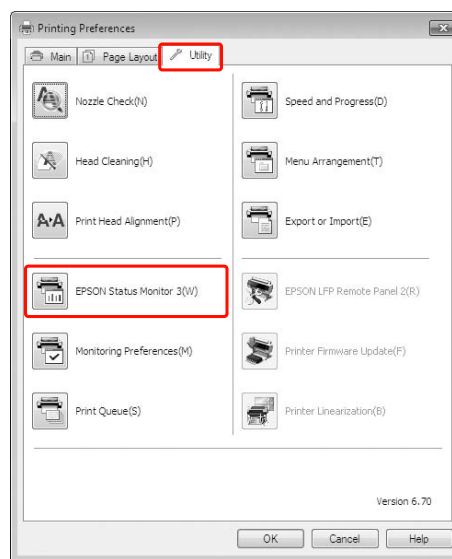 Printing Preferences
Main
Page Layout
Utility
Nozzle Check(N)
Speed and Progress(D)
Head Cleaning(H)
Menu Arrangement(T)
A▸A
Print Head Alignment(P)
Export or Import(E)
EPSON Status Monitor 3(W)
EPSON LFP Remote Panel 2(R)
Monitoring Preferences(M)
Printer Firmware Update(F)
Print Queue(S)
Printer Linearization(B)
Version 6.70
OK
Cancel
Help